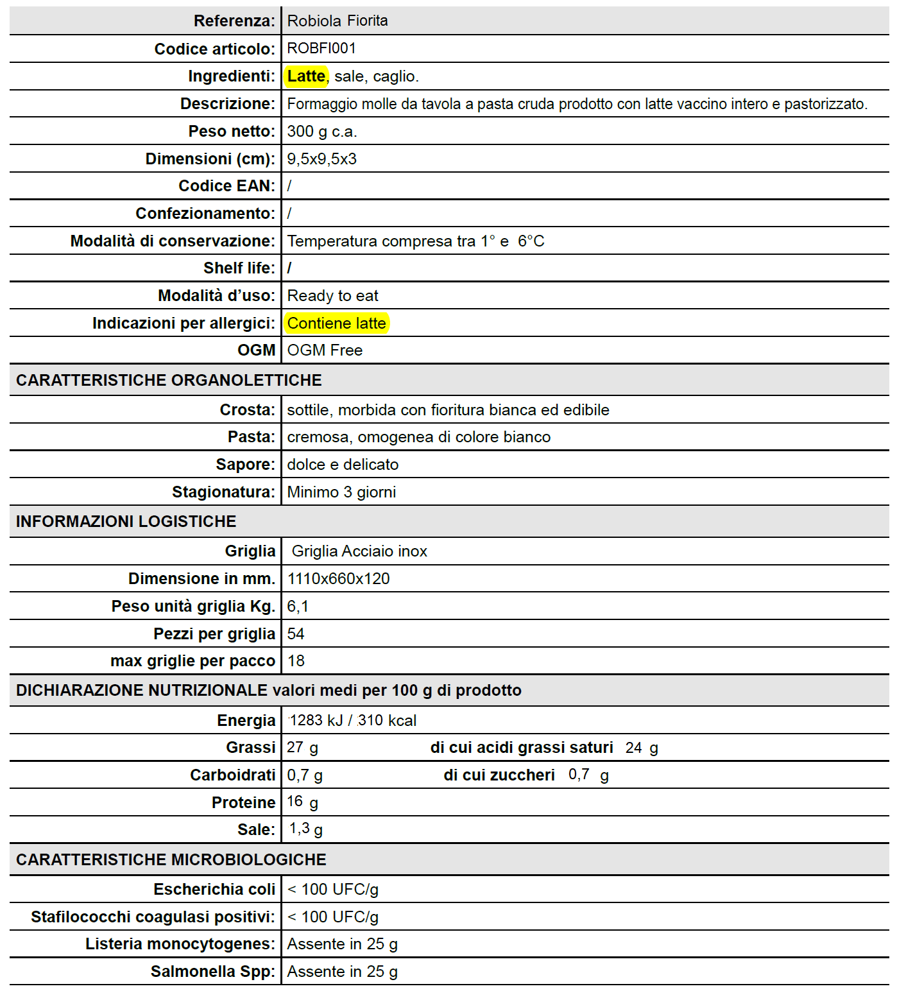 Referenza: Robiola Fiorita
Codice articolo: ROBFI001
Ingredienti: Latte, sale, caglio.
Descrizione: Formaggio molle da tavola a pasta cruda prodotto con latte vaccino intero e pastorizzato.
Peso netto: 300 g c.a.
Dimensioni (cm): 9,5x9,5x3
Codice EAN: /
Confezionamento: /
Modalità di conservazione: Temperatura compresa tra 1° e 6°C
Shelf life: /
Modalità d'uso: Ready to eat
Indicazioni per allergici: Contiene latte
OGM OGM Free
CARATTERISTICHE ORGANOLETTICHE
Crosta: sottile, morbida con fioritura bianca ed edibile
Pasta: cremosa, omogenea di colore bianco
Sapore: dolce e delicato
Stagionatura: Minimo 3 giorni
INFORMAZIONI LOGISTICHE
Griglia Griglia Acciaio inox
Dimensione in mm. 1110x660x120
Peso unità griglia Kg. 6,1
Pezzi per griglia 54
max griglie per pacco 18
DICHIARAZIONE NUTRIZIONALE valori medi per 100 g di prodotto
Energia 1283 kJ / 310 kcal
Grassi 27 g di cui acidi grassi saturi 24 g
Carboidrati 0,7 g di cui zuccheri 0,7 g
Proteine 16 g
Sale: 1,3 g
CARATTERISTICHE MICROBIOLOGICHE
Escherichia coli < 100 UFC/g
Stafilococchi coagulasi positivi: < 100 UFC/g
Listeria monocytogenes: Assente in 25 g
Salmonella Spp: Assente in 25 g